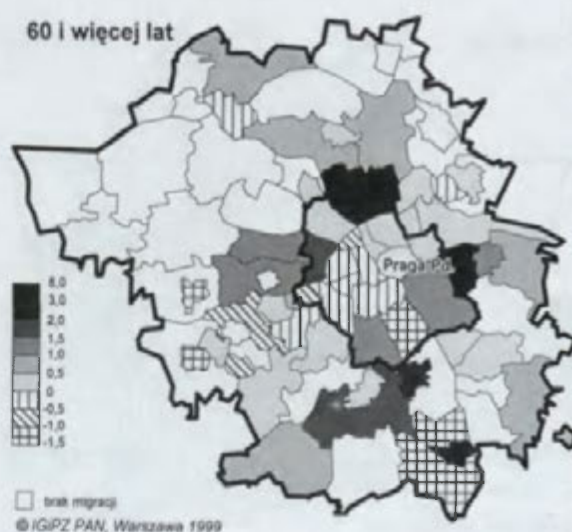 60 i więcej lat
Praga Pd.
8,0
3,0
2,0
1,5
1,0
0,5
0
-0,5
-1,0
-1,5
brak migracji
© IGiPZ PAN, Warszawa 1999